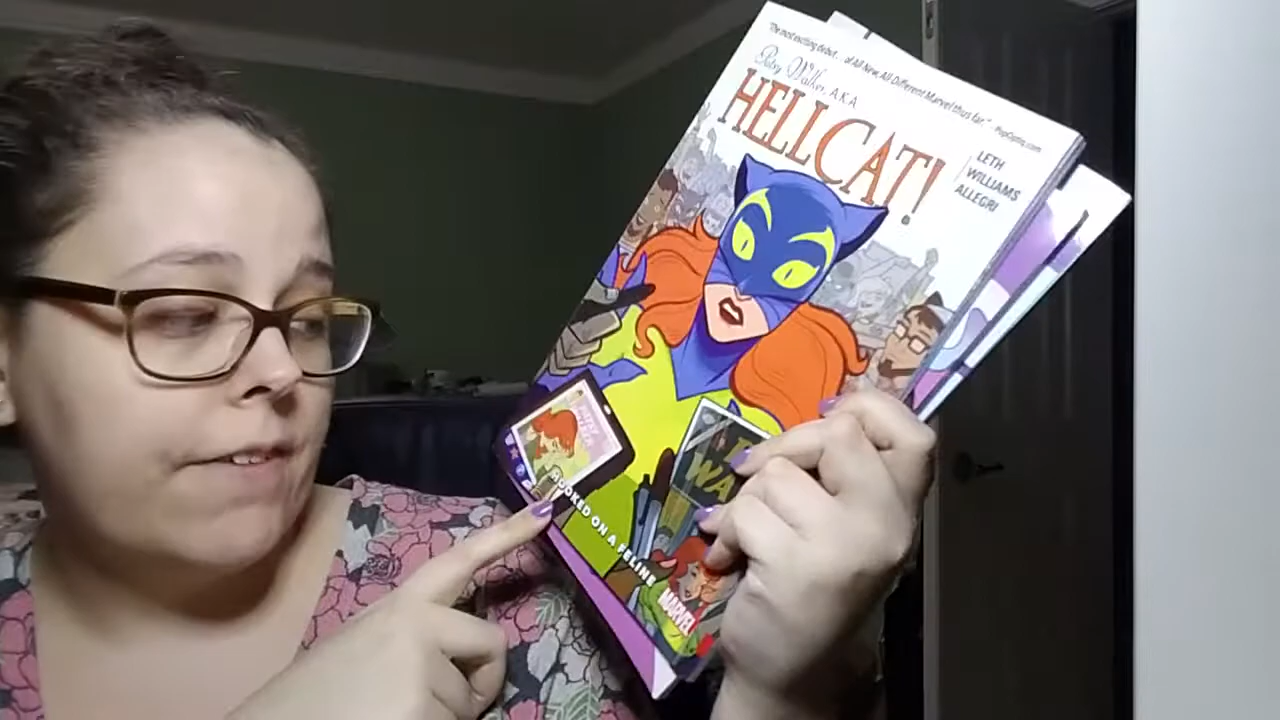 "The most exciting debut... of All-New, All-Different Marvel thus far." -PopOptiq.com
Patsy Walker, A.K.A.
HELLCAT!
LETH
WILLIAMS
ALLEGRI
HOOKED ON A FELINE
WA
MARVEL